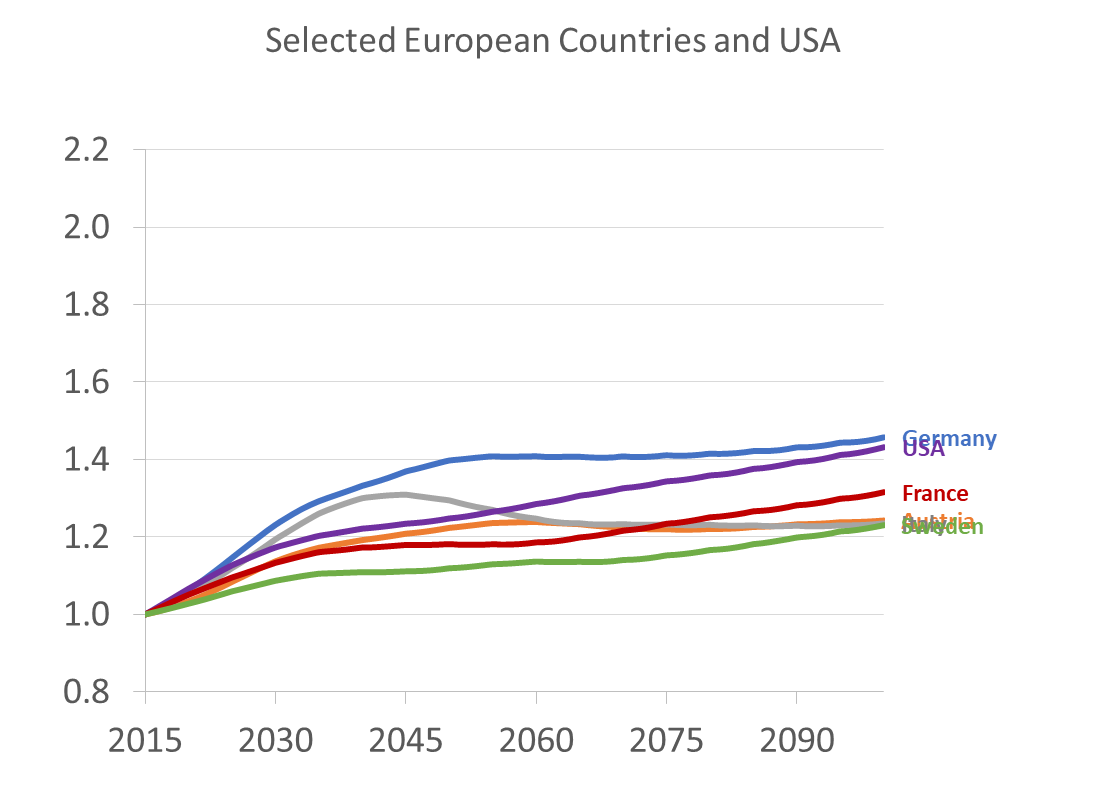 Selected European Countries and USA
2.2
2.0
1.8
1.6
1.4
1.2
1.0
0.8
2015 2030 2045 2060 2075 2090
Germany
USA
France
Austria
Italy
Sweden